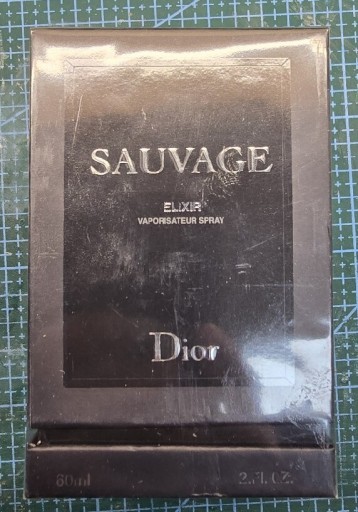 SAUVAGE
ELIXIR
VAPORISATEUR SPRAY
Dior
60ml 2 FL. OZ.